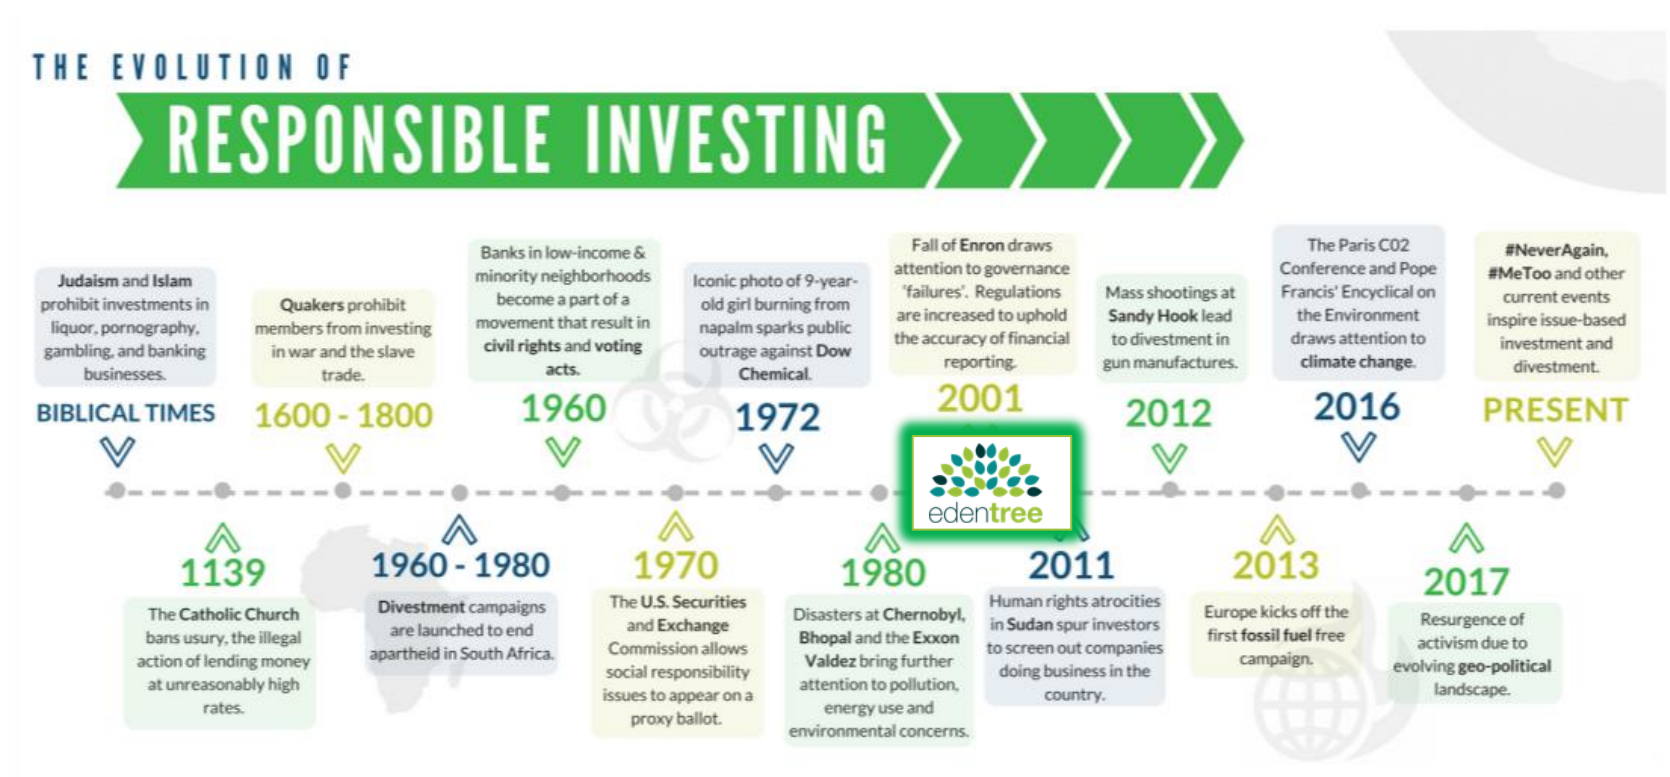 THE EVOLUTION OF
RESPONSIBLE INVESTING
Judaism and Islam
prohibit investments in
liquor, pornography,
gambling, and banking
businesses.
BIBLICAL TIMES
Quakers prohibit
members from investing
in war and the slave
trade.
1600 - 1800
Banks in low-income &
minority neighborhoods
become a part of a
movement that result in
civil rights and voting
acts.
1960
Iconic photo of 9-year-
old girl burning from
napalm sparks public
outrage against Dow
Chemical.
1972
Fall of Enron draws
attention to governance
'failures'. Regulations
are increased to uphold
the accuracy of financial
reporting.
2001
Mass shootings at
Sandy Hook lead
to divestment in
gun manufactures.
2012
The Paris C02
Conference and Pope
Francis' Encyclical on
the Environment
draws attention to
climate change.
2016
#NeverAgain,
#MeToo and other
current events
inspire issue-based
investment and
divestment.
PRESENT
edentree
1139
The Catholic Church
bans usury, the illegal
action of lending money
at unreasonably high
rates.
1960 - 1980
Divestment campaigns
are launched to end
apartheid in South Africa.
1970
The U.S. Securities
and Exchange
Commission allows
social responsibility
issues to appear on a
proxy ballot.
1980
Disasters at Chernobyl,
Bhopal and the Exxon
Valdez bring further
attention to pollution,
energy use and
environmental concerns.
2011
Human rights atrocities
in Sudan spur investors
to screen out companies
doing business in the
country.
2013
Europe kicks off the
first fossil fuel free
campaign.
2017
Resurgence of
activism due to
evolving geo-political
landscape.